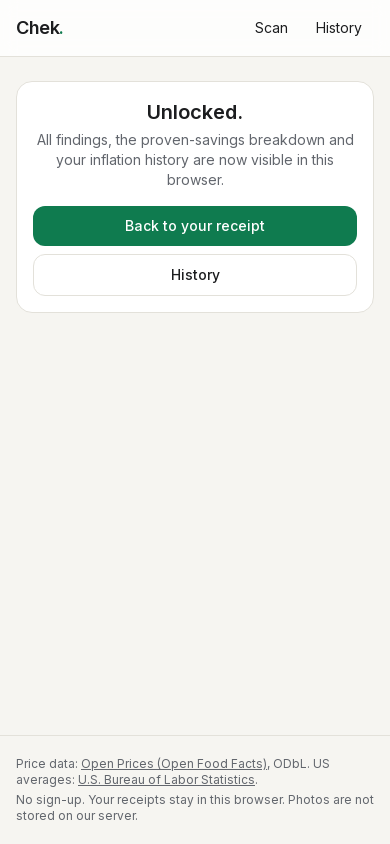 Chek.
Scan
History
Unlocked.
All findings, the proven-savings breakdown and
your inflation history are now visible in this
browser.
Back to your receipt
History
Price data: Open Prices (Open Food Facts), ODbL. US
averages: U.S. Bureau of Labor Statistics.
No sign-up. Your receipts stay in this browser. Photos are not
stored on our server.